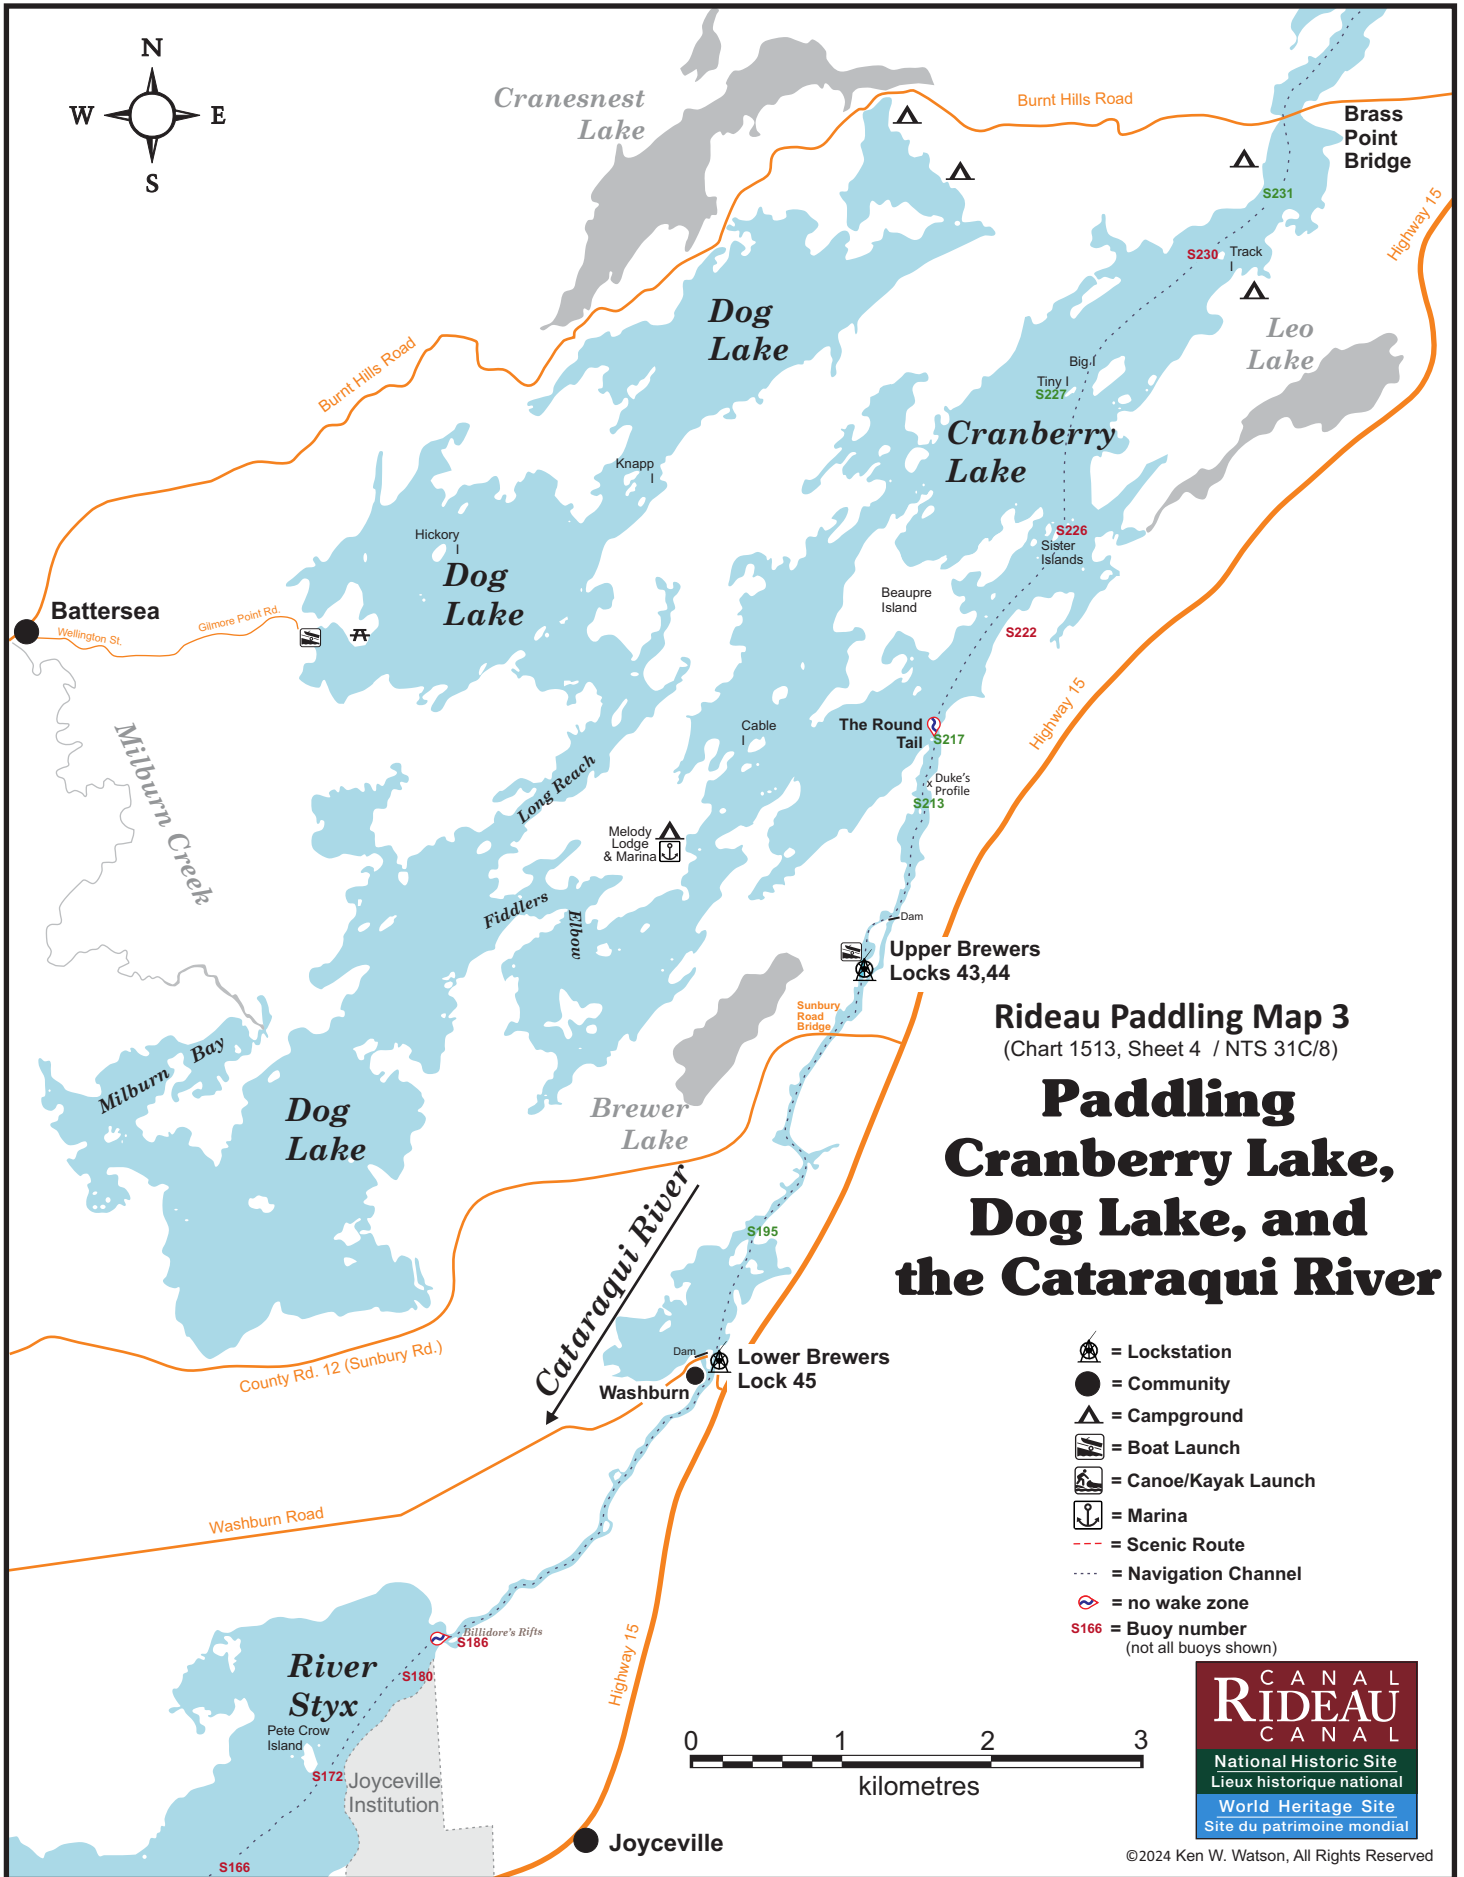 N
W
E
S
Cranesnest
Lake
Burnt Hills Road
Brass
Point
Bridge
S231
Highway 15
S230
Track
I
Dog
Lake
Leo
Lake
Burnt Hills Road
Big I
Tiny I
S227
Cranberry
Lake
Knapp
I
Hickory
I
S226
Sister
Islands
Dog
Lake
Beaupre
Island
Battersea
Wellington St.
Gilmore Point Rd.
S222
Highway 15
Milburn Creek
Cable
I
The Round
Tail
S217
Long Reach
Duke's
x Profile
S213
Melody
Lodge
& Marina
Fiddlers
Elbow
Dam
Upper Brewers
Locks 43,44
Sunbury
Road
Bridge
Rideau Paddling Map 3
(Chart 1513, Sheet 4 / NTS 31C/8)
Paddling
Cranberry Lake,
Dog Lake, and
the Cataraqui River
Milburn Bay
Dog
Lake
Brewer
Lake
Cataraqui River
S195
County Rd. 12 (Sunbury Rd.)
Dam
Lower Brewers
Lock 45
Washburn
= Lockstation
= Community
= Campground
= Boat Launch
= Canoe/Kayak Launch
= Marina
= Scenic Route
= Navigation Channel
= no wake zone
S166 = Buoy number
(not all buoys shown)
Washburn Road
Billidore's Rifts
S186
S180
River
Styx
Pete Crow
Island
S172
Joyceville
Institution
S166
Highway 15
Joyceville
0 1 2 3
kilometres
CANAL
RIDEAU
CANAL
National Historic Site
Lieux historique national
World Heritage Site
Site du patrimoine mondial
©2024 Ken W. Watson, All Rights Reserved